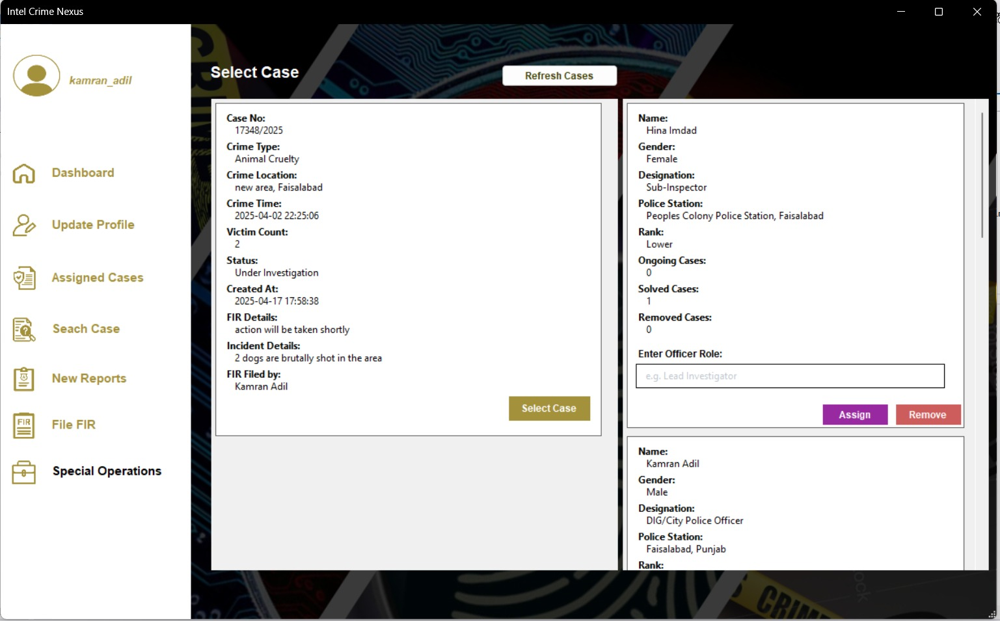 Intel Crime Nexus
kamran_adil
Dashboard
Update Profile
Assigned Cases
Seach Case
New Reports
FIR
File FIR
Special Operations
Select Case
Refresh Cases
Case No:
17348/2025
Crime Type:
Animal Cruelty
Crime Location:
new area, Faisalabad
Crime Time:
2025-04-02 22:25:06
Victim Count:
2
Status:
Under Investigation
Created At:
2025-04-17 17:58:38
FIR Details:
action will be taken shortly
Incident Details:
2 dogs are brutally shot in the area
FIR Filed by:
Kamran Adil
Select Case
Name:
Hina Imdad
Gender:
Female
Designation:
Sub-Inspector
Police Station:
Peoples Colony Police Station, Faisalabad
Rank:
Lower
Ongoing Cases:
0
Solved Cases:
1
Removed Cases:
0
Enter Officer Role:
e.g. Lead Investigator
Assign Remove
Name:
Kamran Adil
Gender:
Male
Designation:
DIG/City Police Officer
Police Station:
Faisalabad, Punjab
Rank:
CRIM